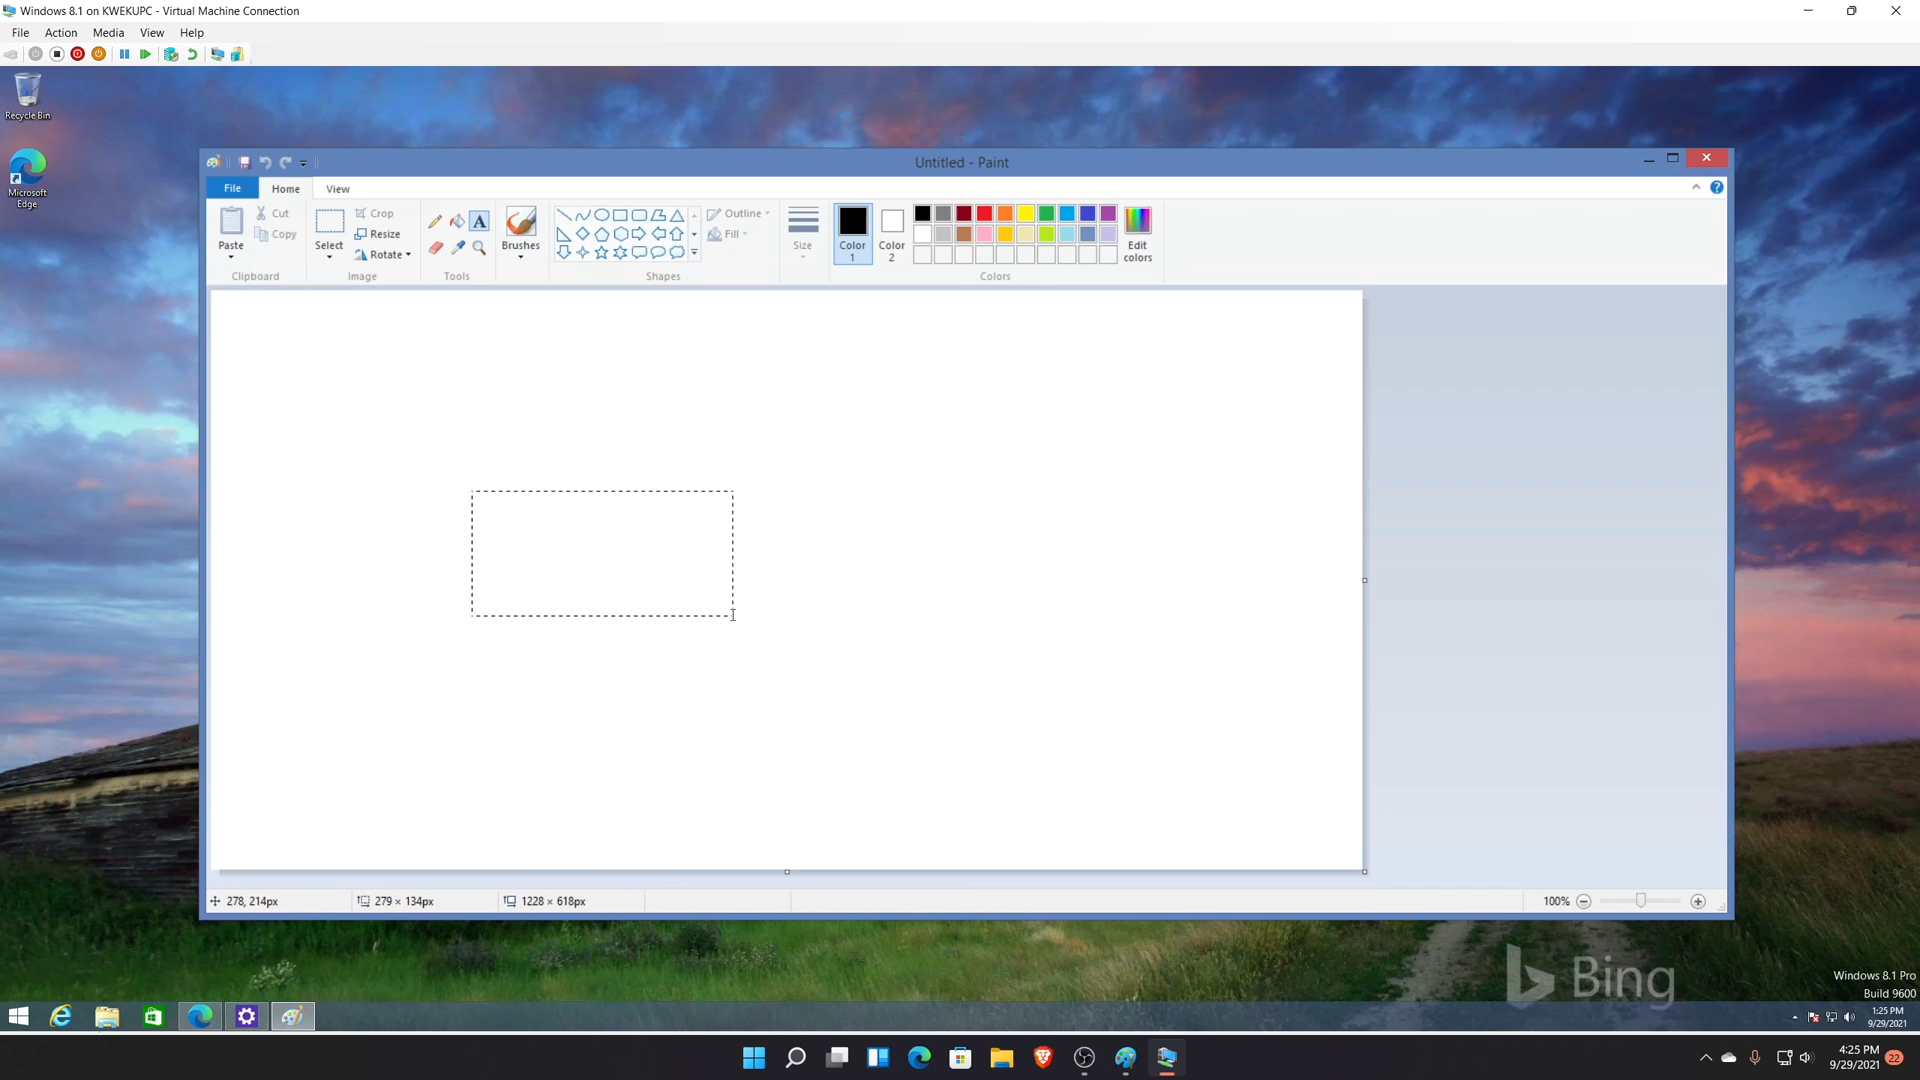 Windows 8.1 on KWEKUPC - Virtual Machine Connection
File Action Media View Help
Recycle Bin
Microsoft
Edge
Untitled - Paint
File Home View
Paste
Cut
Copy
Clipboard
Select
Crop
Resize
Rotate
Image
A
Tools
Brushes
Outline
Fill
Shapes
Size
Color
1
Color
2
Edit
colors
Colors
278, 214px
279 × 134px
1228 × 618px
100%
Bing
Windows 8.1 Pro
Build 9600
1:25 PM
9/29/2021
4:25 PM
9/29/2021
22